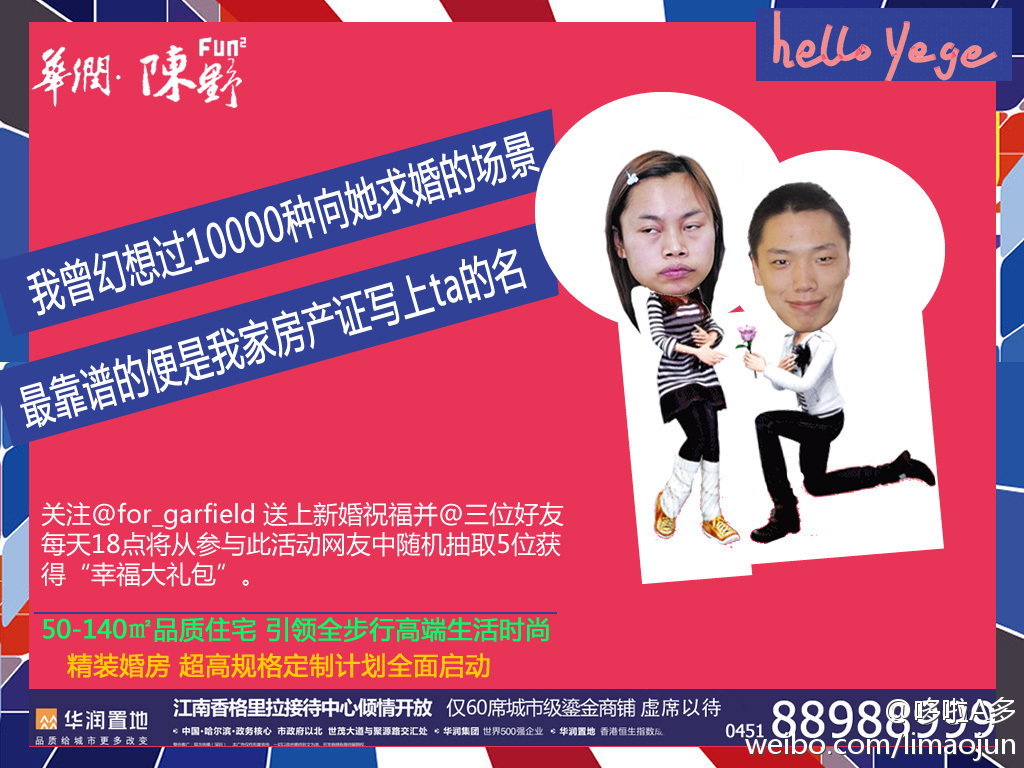 華潤·陳野
Fun²
hello Yege
我曾幻想过10000种向她求婚的场景
最靠谱的便是我家房产证写上ta的名
关注@for_garfield 送上新婚祝福并@三位好友
每天18点将从参与此活动网友中随机抽取5位获
得“幸福大礼包”。
50-140㎡品质住宅 引领全步行高端生活时尚
精装婚房 超高规格定制计划全面启动
华润置地
品质给城市更多改变
江南香格里拉接待中心倾情开放 仅60席城市级鎏金商铺 虚席以待
中国·哈尔滨·政务核心 市政府以北 世茂大道与聚源路交汇处 华润集团 世界500强企业 华润置地 香港恒生指数
0451 88988999
@哆啦A多
weibo.com/limaojun